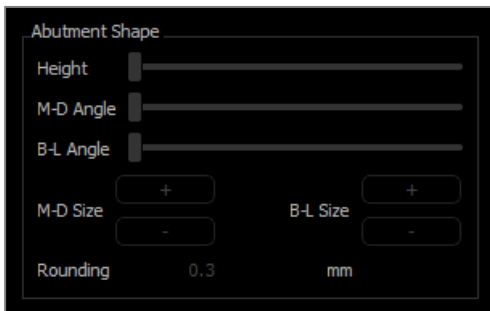 Abutment Shape
Height
M-D Angle
B-L Angle
+ +
M-D Size B-L Size
- -
Rounding 0.3 mm